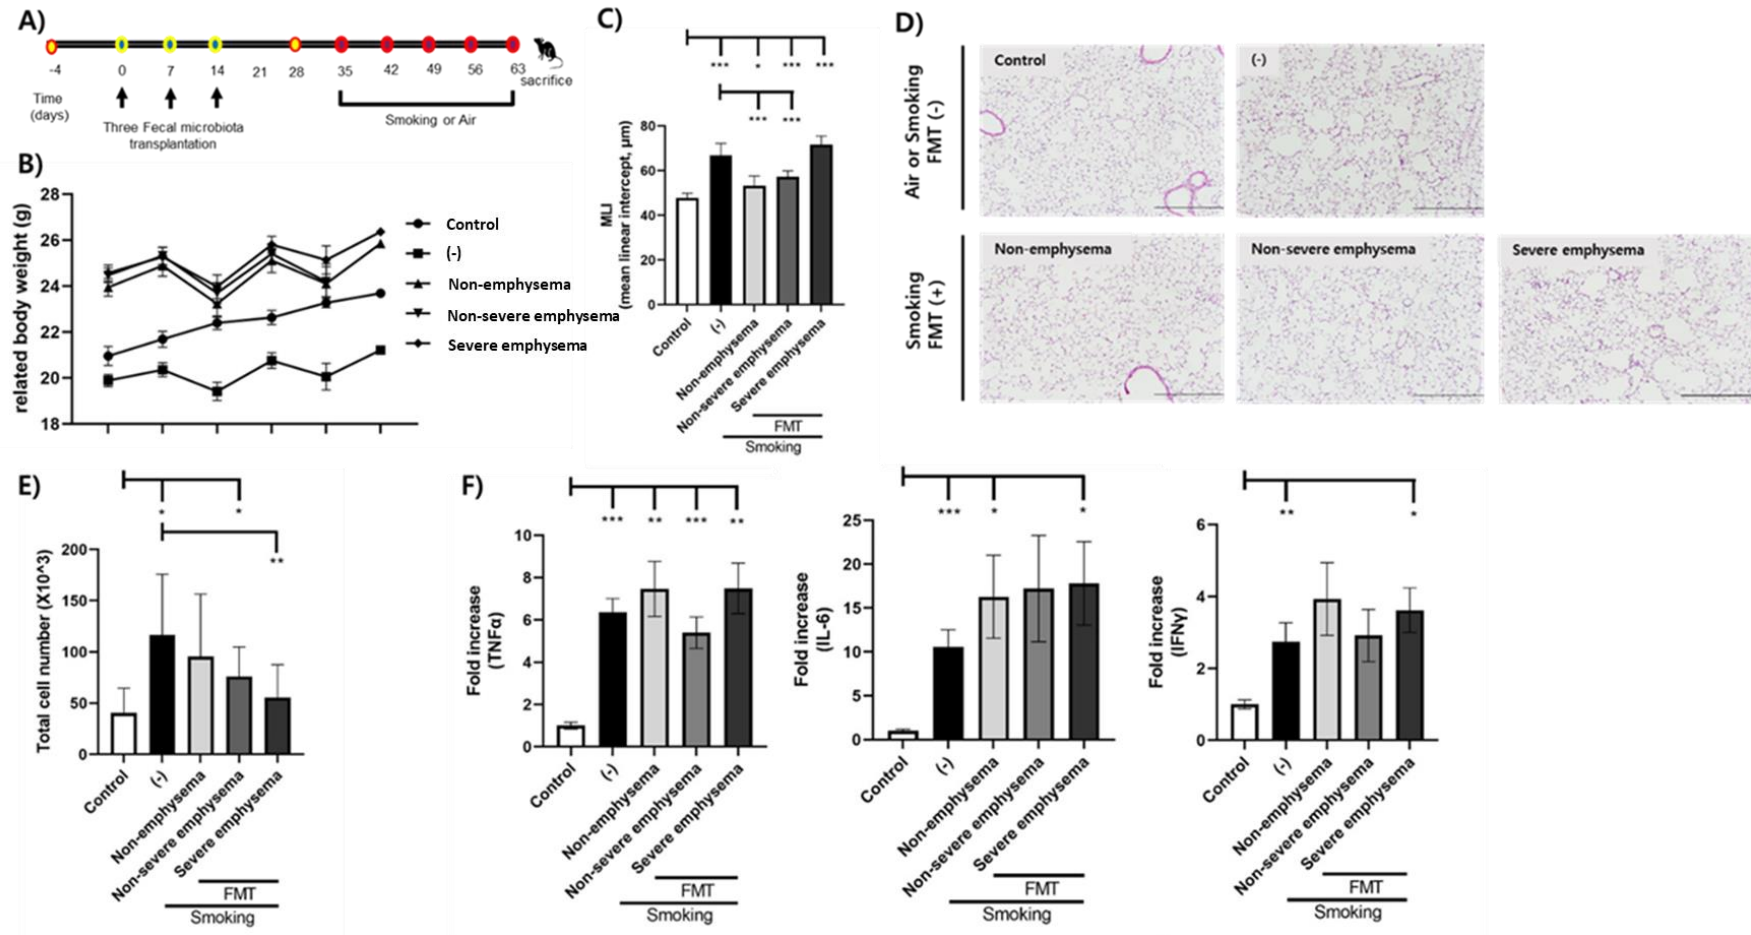 A)
-4 0 7 14 21 28 35 42 49 56 63
sacrifice
Time
(days)
Three Fecal microbiota
transplantation
Smoking or Air
B)
related body weight (g)
28
26
24
22
20
18
Control
(-)
Non-emphysema
Non-severe emphysema
Severe emphysema
C)
*** * *** ***
*** ***
MLI
(mean linear intercept, μm)
80
60
40
20
0
Control
(-)
Non-emphysema
Non-severe emphysema
Severe emphysema
FMT
Smoking
D)
Air or Smoking
FMT (-)
Control
(-)
Smoking
FMT (+)
Non-emphysema
Non-severe emphysema
Severe emphysema
E)
* *
**
Total cell number (X10^3)
200
150
100
50
0
Control
(-)
Non-emphysema
Non-severe emphysema
Severe emphysema
FMT
Smoking
F)
*** ** *** **
Fold increase
(TNFα)
10
8
6
4
2
0
Control
(-)
Non-emphysema
Non-severe emphysema
Severe emphysema
FMT
Smoking
*** * *
Fold increase
(IL-6)
25
20
15
10
5
0
Control
(-)
Non-emphysema
Non-severe emphysema
Severe emphysema
FMT
Smoking
** *
Fold increase
(IFNγ)
6
4
2
0
Control
(-)
Non-emphysema
Non-severe emphysema
Severe emphysema
FMT
Smoking